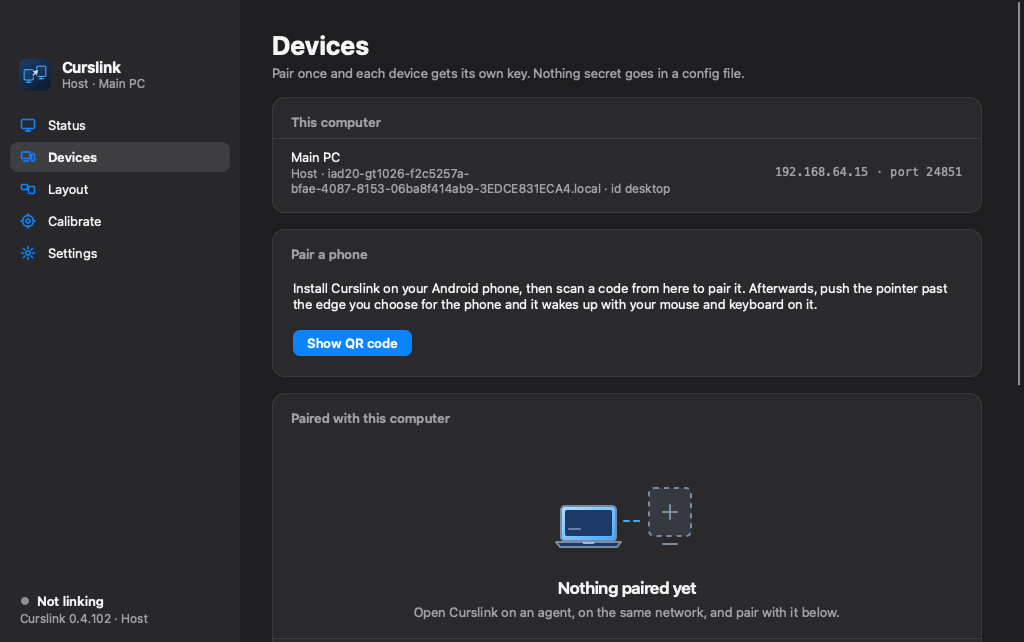 Curslink
Host · Main PC
Status
Devices
Layout
Calibrate
Settings
Not linking
Curslink 0.4.102 · Host
Devices
Pair once and each device gets its own key. Nothing secret goes in a config file.
This computer
Main PC
Host · iad20-gt1026-f2c5257a-
bfae-4087-8153-06ba8f414ab9-3EDCE831ECA4.local · id desktop
192.168.64.15 · port 24851
Pair a phone
Install Curslink on your Android phone, then scan a code from here to pair it. Afterwards, push the pointer past
the edge you choose for the phone and it wakes up with your mouse and keyboard on it.
Show QR code
Paired with this computer
Nothing paired yet
Open Curslink on an agent, on the same network, and pair with it below.